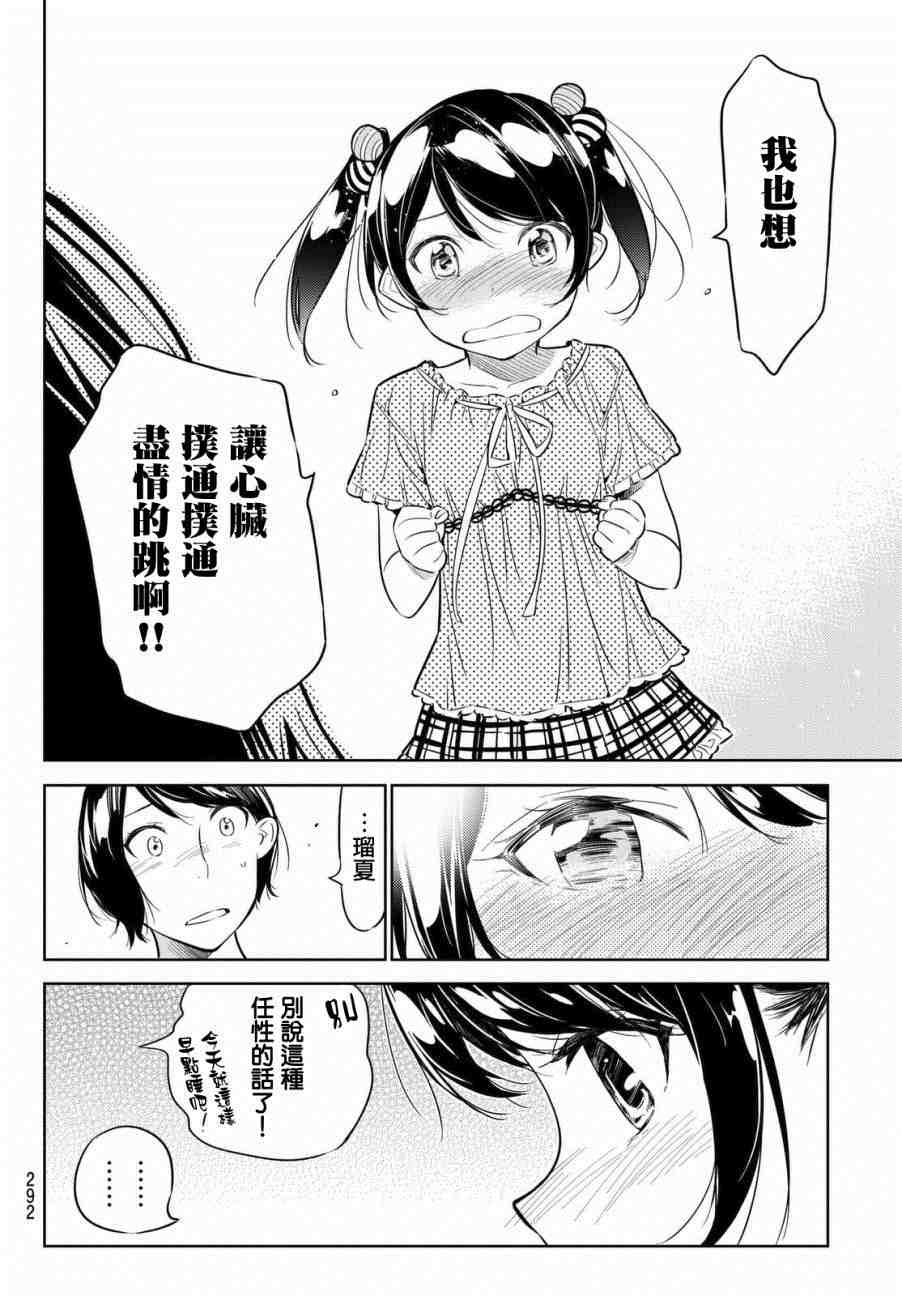 我也想
讓心臟
撲通撲通
盡情的跳啊!!
…瑠夏
別
別說這種
任性的話了!
今天就這樣
早點睡吧!
……
……
292